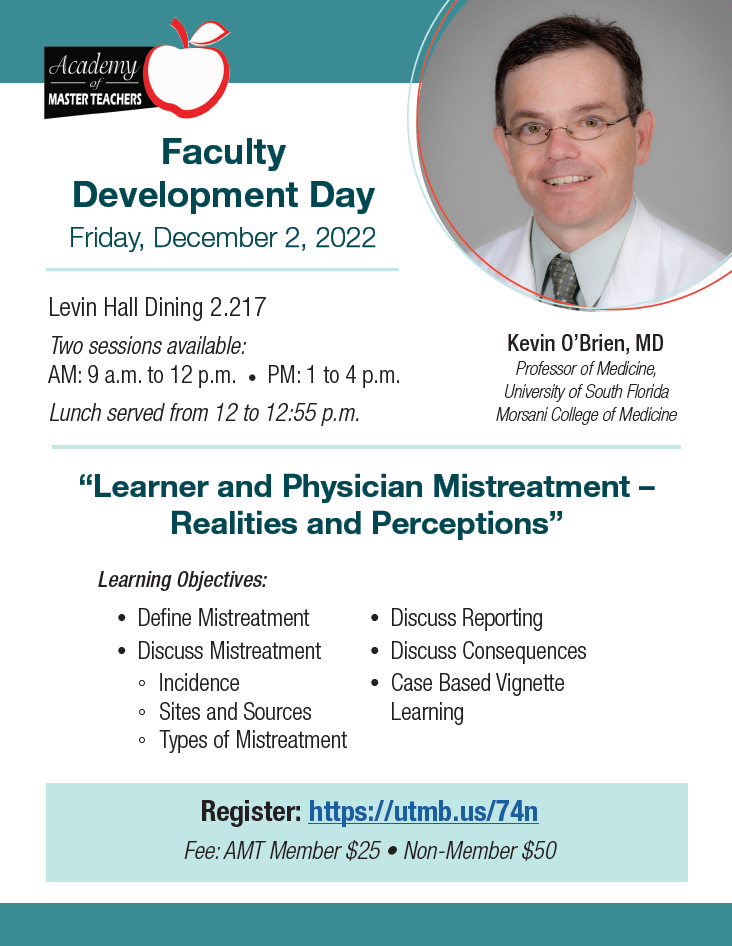 Academy
of
MASTER TEACHERS
Faculty
Development Day
Friday, December 2, 2022
Levin Hall Dining 2.217
Two sessions available:
AM: 9 a.m. to 12 p.m. • PM: 1 to 4 p.m.
Lunch served from 12 to 12:55 p.m.
Kevin O’Brien, MD
Professor of Medicine,
University of South Florida
Morsani College of Medicine
“Learner and Physician Mistreatment –
Realities and Perceptions”
Learning Objectives:
• Define Mistreatment
• Discuss Mistreatment
◦ Incidence
◦ Sites and Sources
◦ Types of Mistreatment
• Discuss Reporting
• Discuss Consequences
• Case Based Vignette
Learning
Register: https://utmb.us/74n
Fee: AMT Member $25 • Non-Member $50